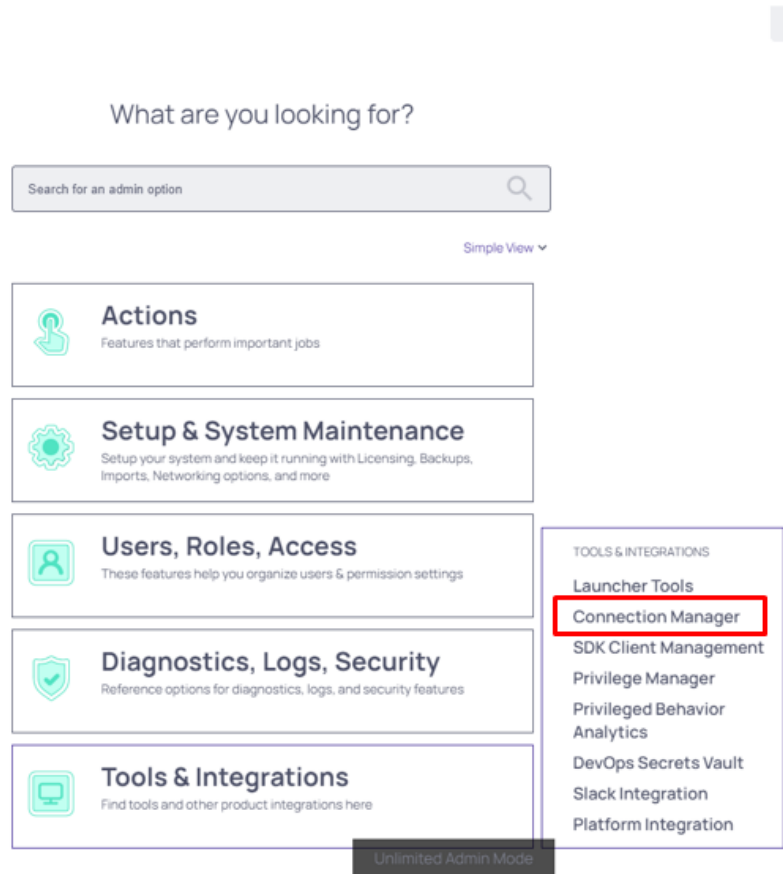 What are you looking for?
Search for an admin option
Simple View
Actions
Features that perform important jobs
Setup & System Maintenance
Setup your system and keep it running with Licensing, Backups,
Imports, Networking options, and more
Users, Roles, Access
These features help you organize users & permission settings
Diagnostics, Logs, Security
Reference options for diagnostics, logs, and security features
Tools & Integrations
Find tools and other product integrations here
TOOLS & INTEGRATIONS
Launcher Tools
Connection Manager
SDK Client Management
Privilege Manager
Privileged Behavior
Analytics
DevOps Secrets Vault
Slack Integration
Platform Integration
Unlimited Admin Mode